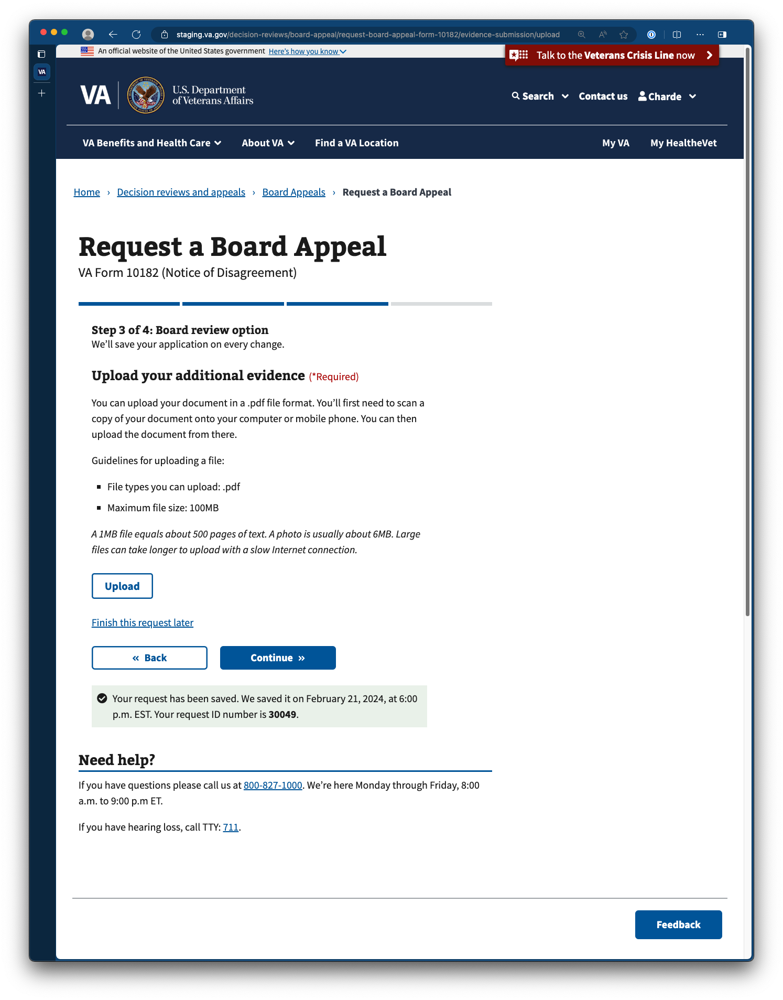 staging.va.gov/decision-reviews/board-appeal/request-board-appeal-form-10182/evidence-submission/upload
An official website of the United States government Here's how you know
Talk to the Veterans Crisis Line now
VA
VA
U.S. Department
of Veterans Affairs
Search
Contact us
Charde
VA Benefits and Health Care
About VA
Find a VA Location
My VA
My HealtheVet
Home › Decision reviews and appeals › Board Appeals › Request a Board Appeal
Request a Board Appeal
VA Form 10182 (Notice of Disagreement)
Step 3 of 4: Board review option
We'll save your application on every change.
Upload your additional evidence (*Required)
You can upload your document in a .pdf file format. You'll first need to scan a
copy of your document onto your computer or mobile phone. You can then
upload the document from there.
Guidelines for uploading a file:
▪ File types you can upload: .pdf
▪ Maximum file size: 100MB
A 1MB file equals about 500 pages of text. A photo is usually about 6MB. Large
files can take longer to upload with a slow Internet connection.
Upload
Finish this request later
« Back
Continue »
Your request has been saved. We saved it on February 21, 2024, at 6:00
p.m. EST. Your request ID number is 30049.
Need help?
If you have questions please call us at 800-827-1000. We're here Monday through Friday, 8:00
a.m. to 9:00 p.m ET.
If you have hearing loss, call TTY: 711.
Feedback